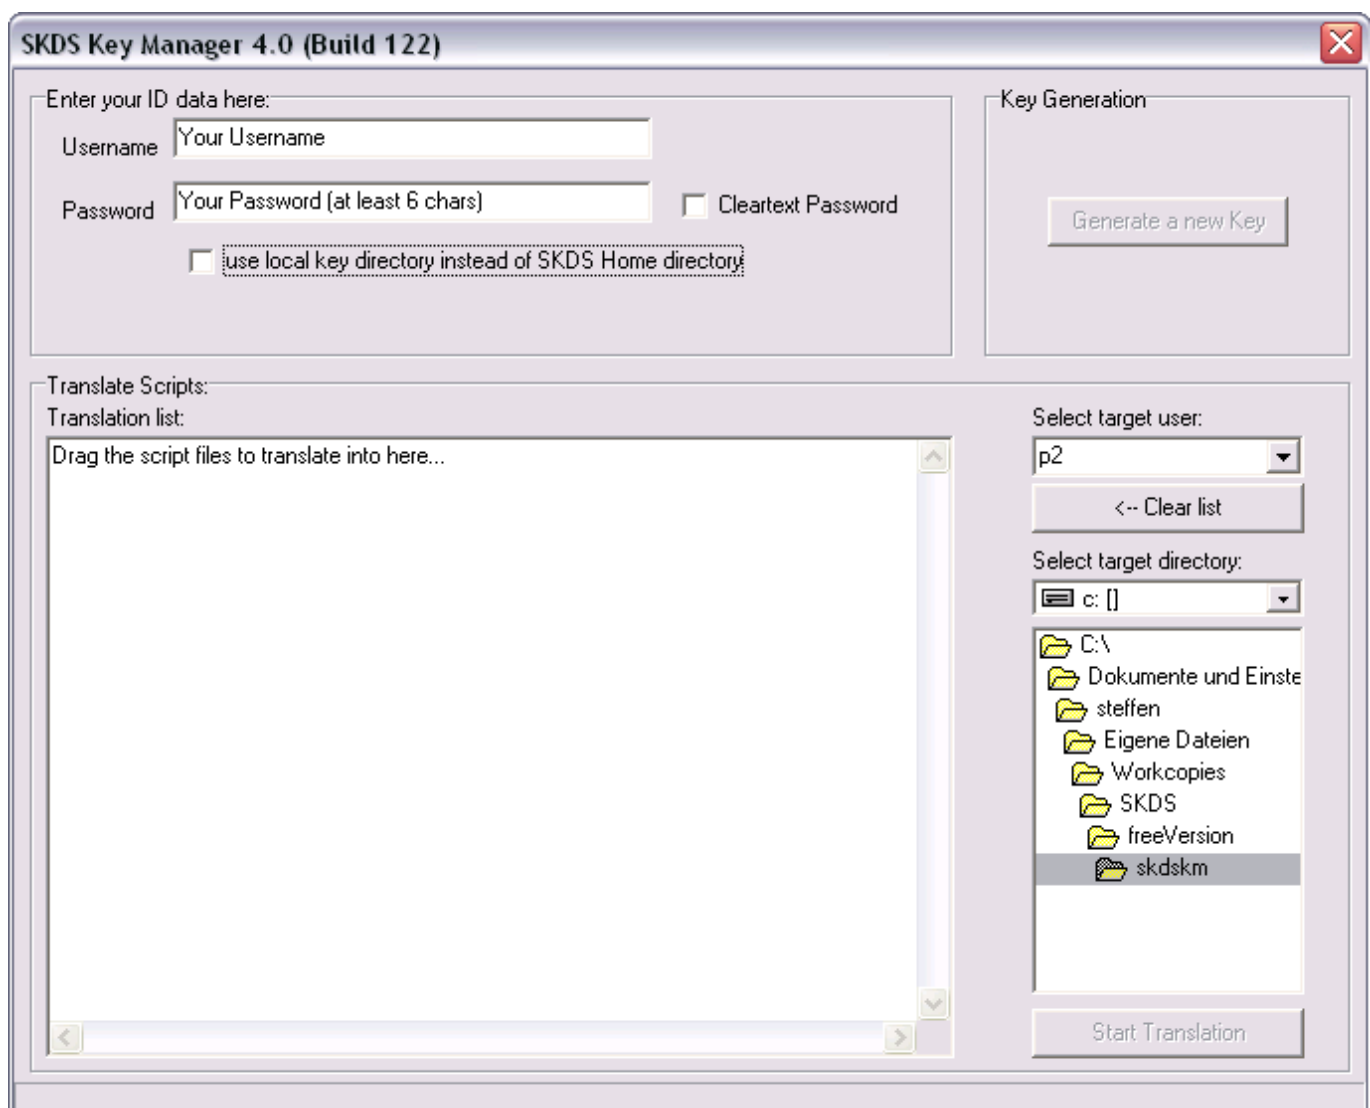 SKDS Key Manager 4.0 (Build 122)
Enter your ID data here:
Username
Your Username
Password
Your Password (at least 6 chars)
Cleartext Password
use local key directory instead of SKDS Home directory
Key Generation
Generate a new Key
Translate Scripts:
Translation list:
Drag the script files to translate into here...
Select target user:
p2
<-- Clear list
Select target directory:
c: []
C:\
Dokumente und Einste
steffen
Eigene Dateien
Workcopies
SKDS
freeVersion
skdskm
Start Translation